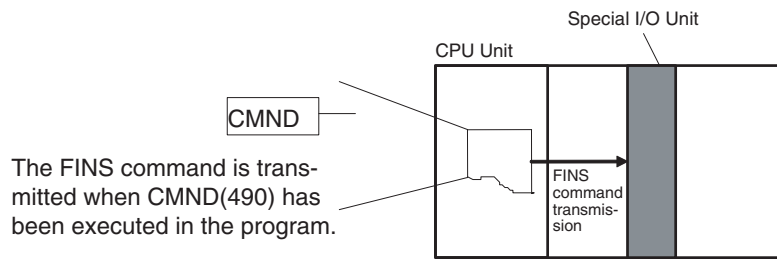 Special I/O Unit
CPU Unit
CMND
The FINS command is trans-
mitted when CMND(490) has
been executed in the program.
FINS
command
transmis-
sion